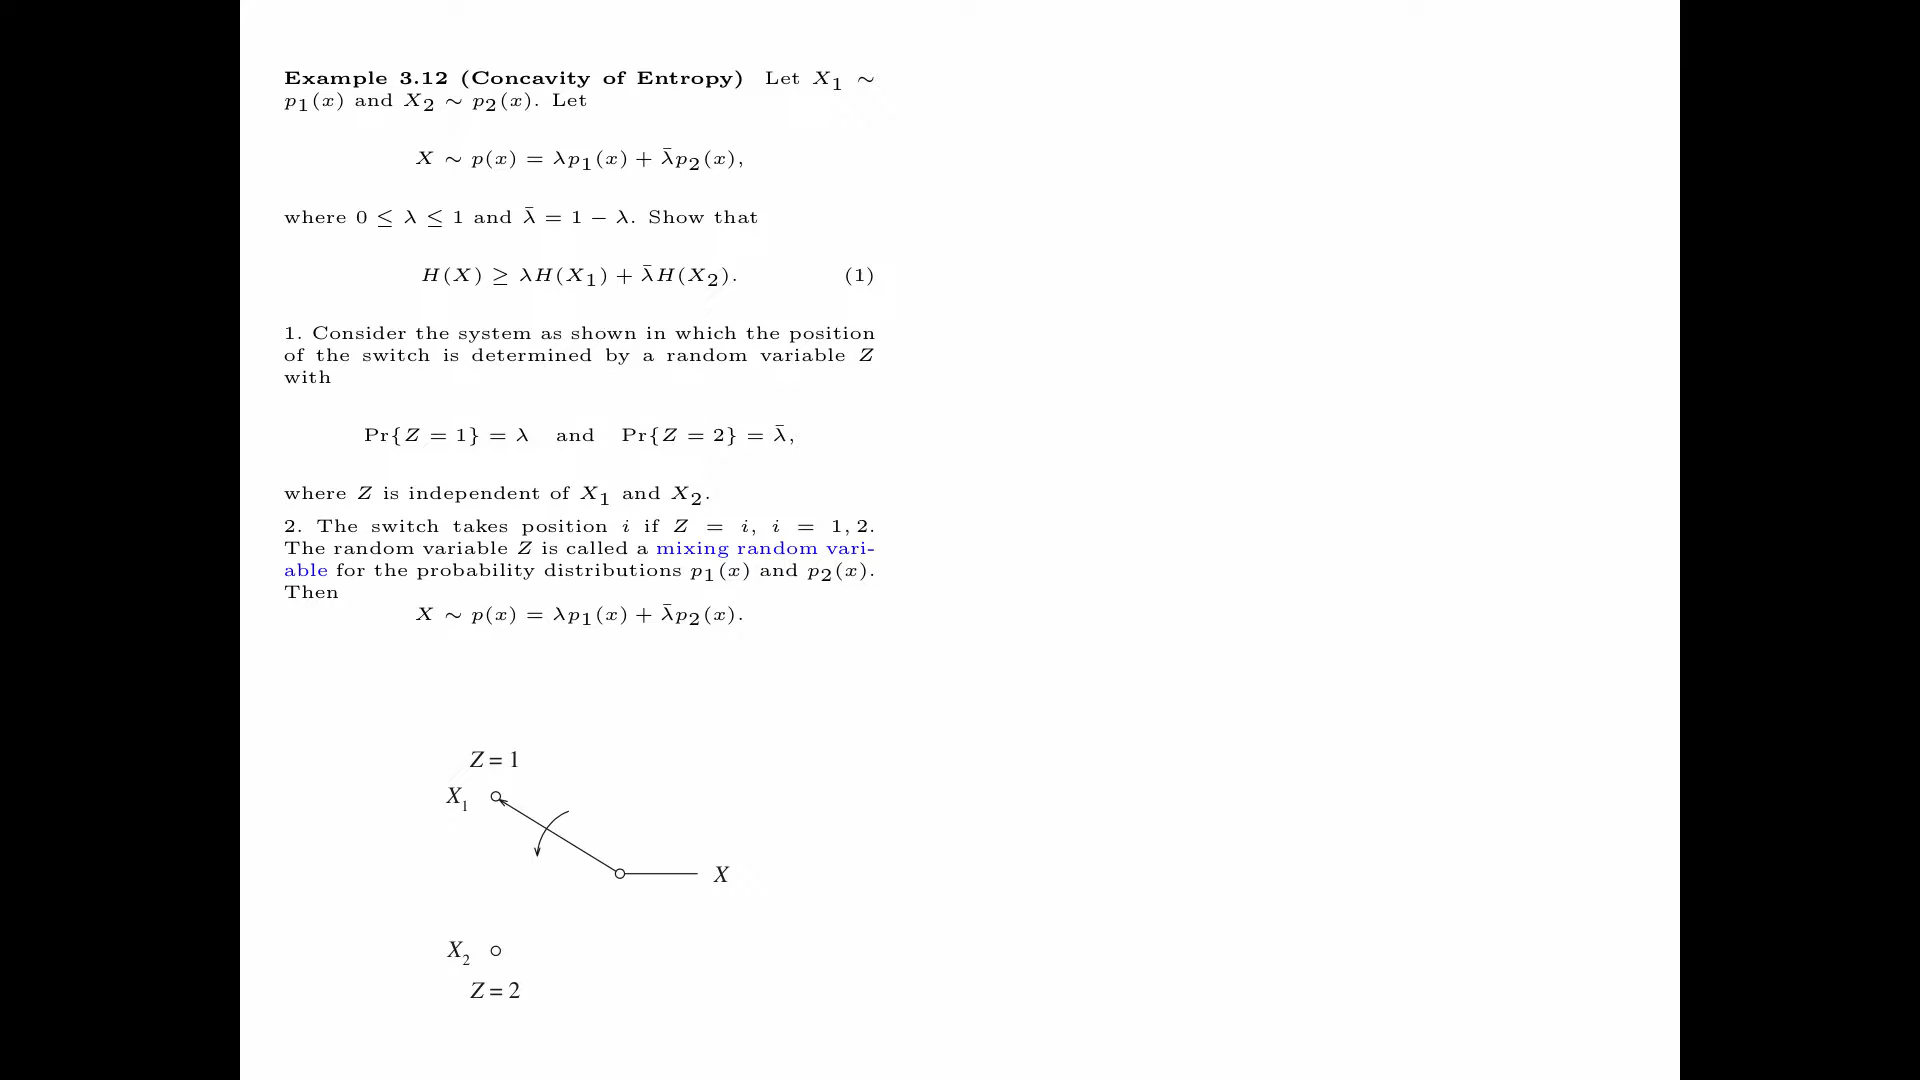 Example 3.12 (Concavity of Entropy) Let X₁ ∼
p₁(x) and X₂ ∼ p₂(x). Let
X ∼ p(x) = λp₁(x) + λ̄p₂(x),
where 0 ≤ λ ≤ 1 and λ̄ = 1 − λ. Show that
H(X) ≥ λH(X₁) + λ̄H(X₂). (1)
1. Consider the system as shown in which the position
of the switch is determined by a random variable Z
with
Pr{Z = 1} = λ and Pr{Z = 2} = λ̄,
where Z is independent of X₁ and X₂.
2. The switch takes position i if Z = i, i = 1, 2.
The random variable Z is called a mixing random vari-
able for the probability distributions p₁(x) and p₂(x).
Then
X ∼ p(x) = λp₁(x) + λ̄p₂(x).
Z = 1
X₁
X
X₂
Z = 2